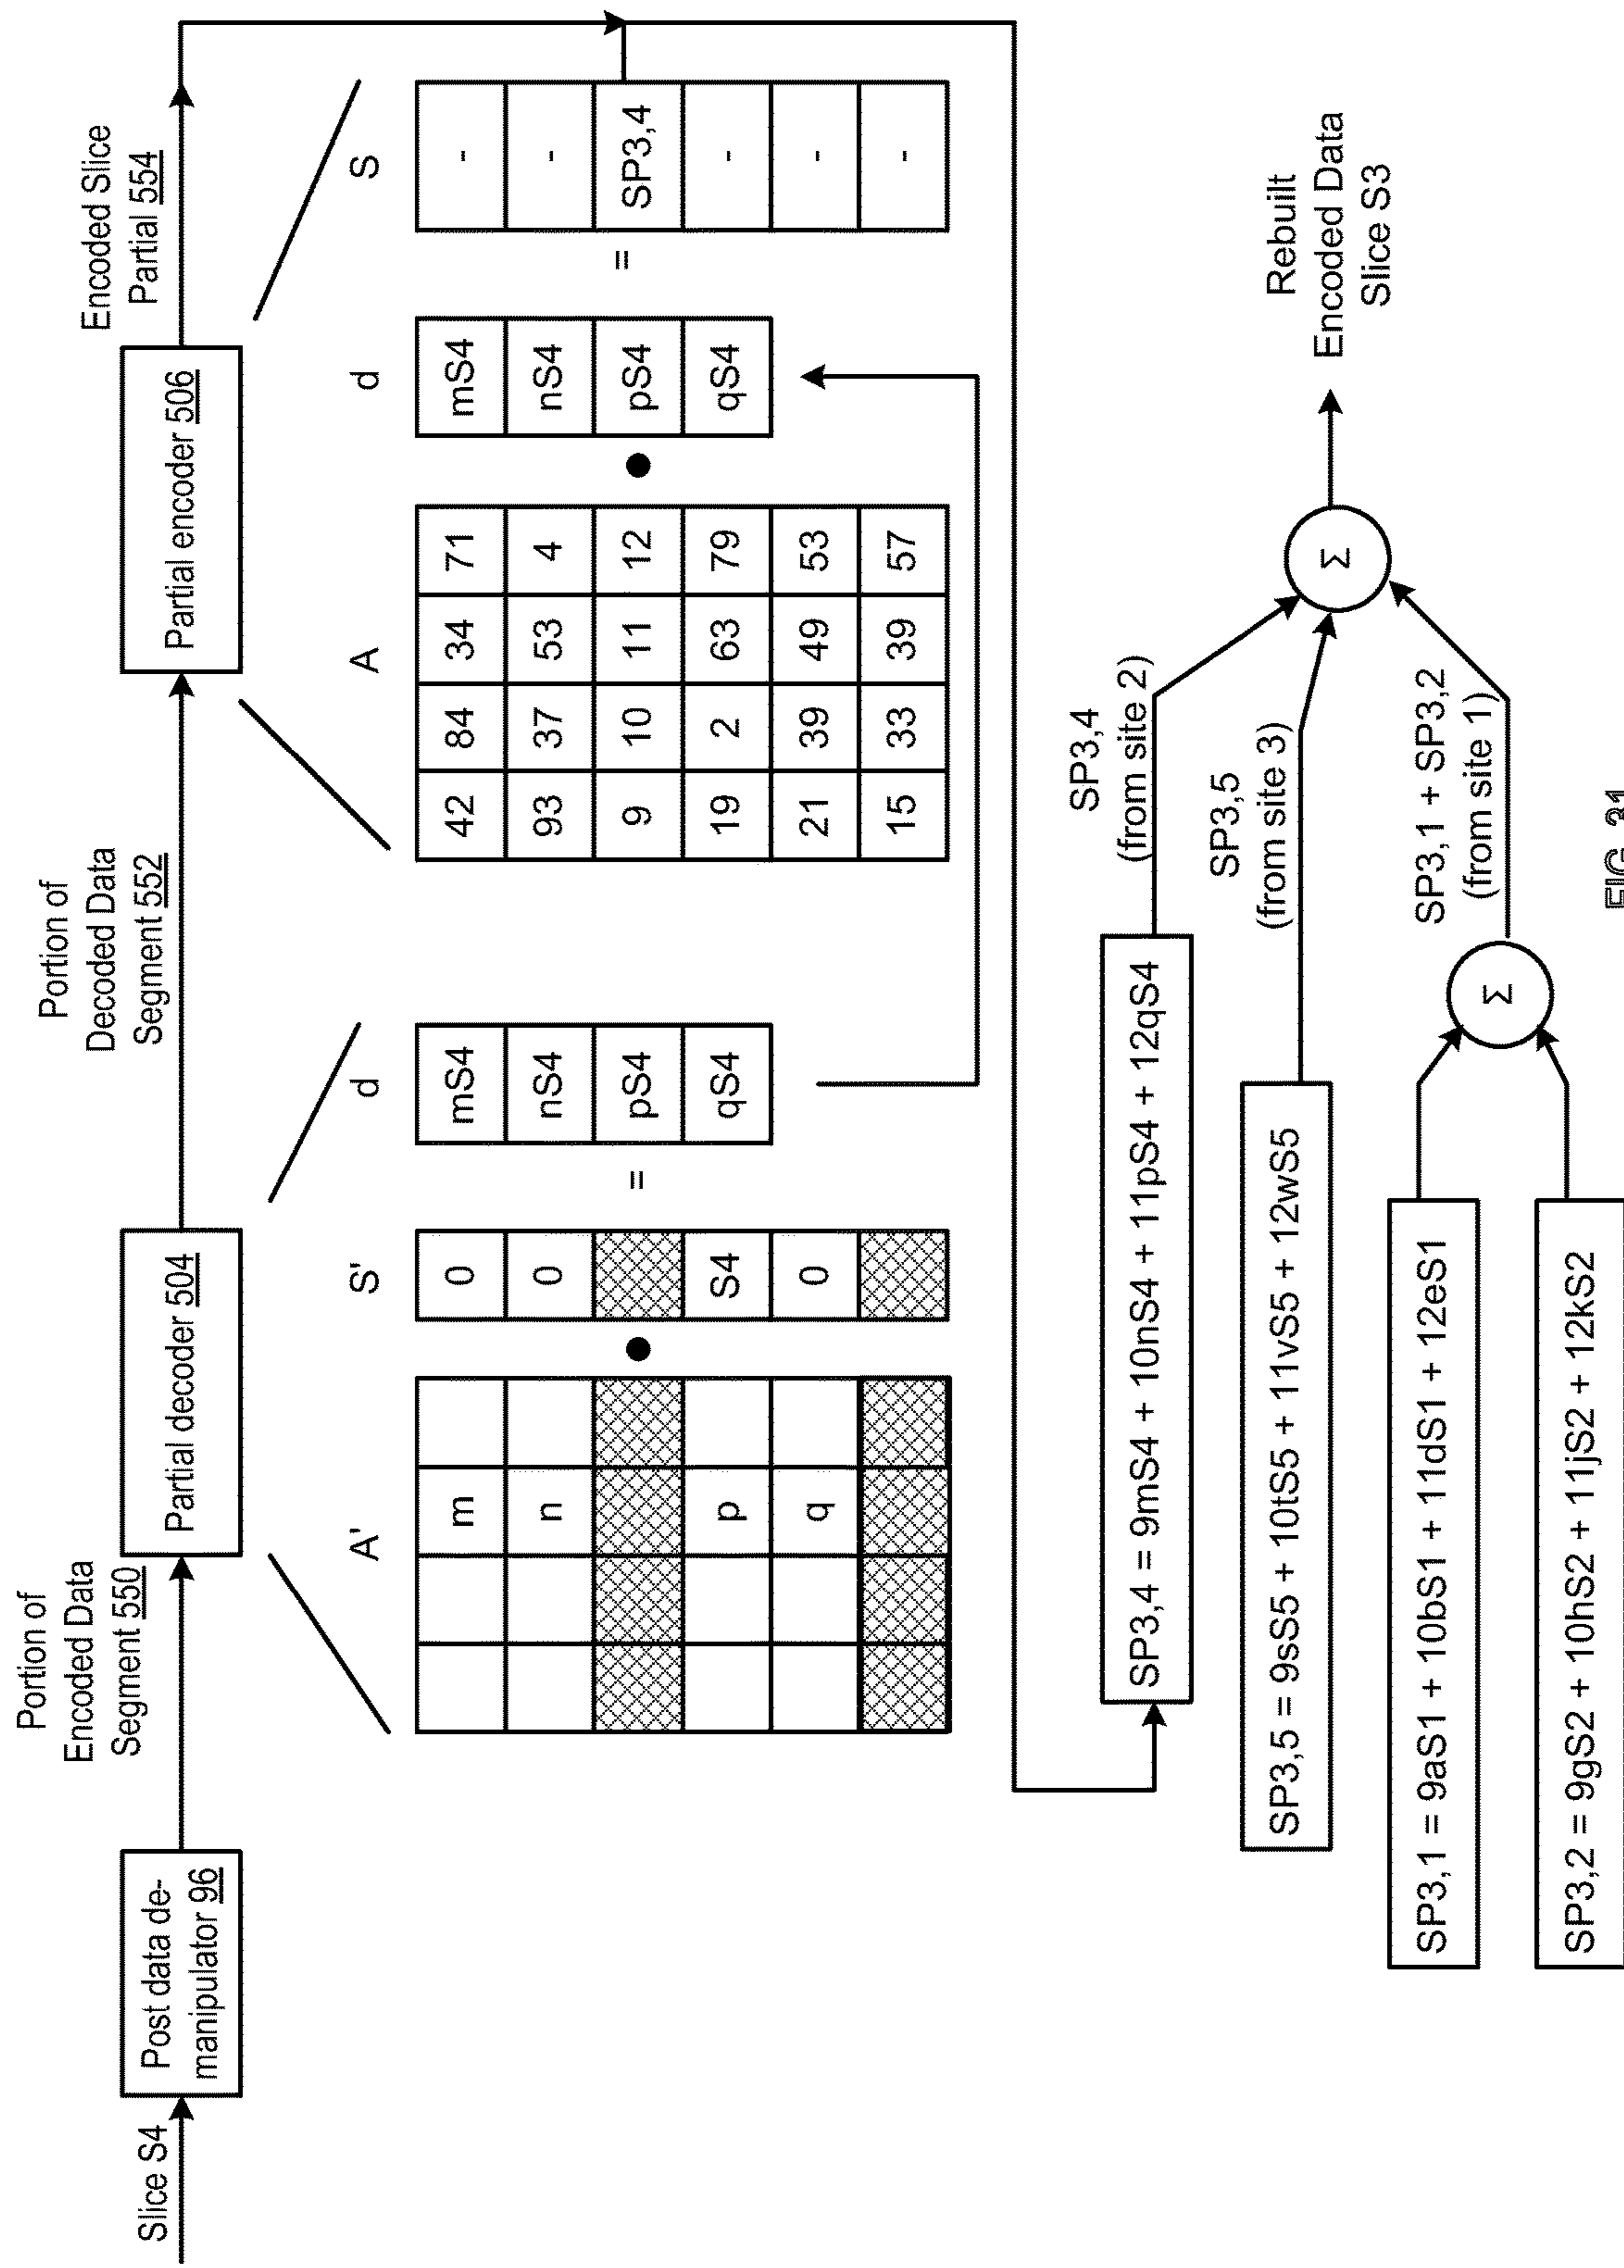 Slice S4
Post data de-
manipulator 96
Portion of
Encoded Data
Segment 550
Partial decoder 504
Portion of
Decoded Data
Segment 552
Partial encoder 506
Encoded Slice
Partial 554
A' S' d A d S
m 0 mS4 42 84 34 71 mS4 -
n 0 nS4 93 37 53 4 nS4 -
● = pS4 9 10 11 12 ● pS4 = SP3,4
p S4 qS4 19 2 63 79 qS4 -
q 0 21 39 49 53 -
15 33 39 57 -
SP3,4 = 9mS4 + 10nS4 + 11pS4 + 12qS4
SP3,4
(from site 2)
SP3,5 = 9sS5 + 10tS5 + 11vS5 + 12wS5
SP3,5
(from site 3)
SP3,1 = 9aS1 + 10bS1 + 11dS1 + 12eS1
SP3,2 = 9gS2 + 10hS2 + 11jS2 + 12kS2
Σ
SP3,1 + SP3,2
(from site 1)
Σ
Rebuilt
Encoded Data
Slice S3
FIG. 31